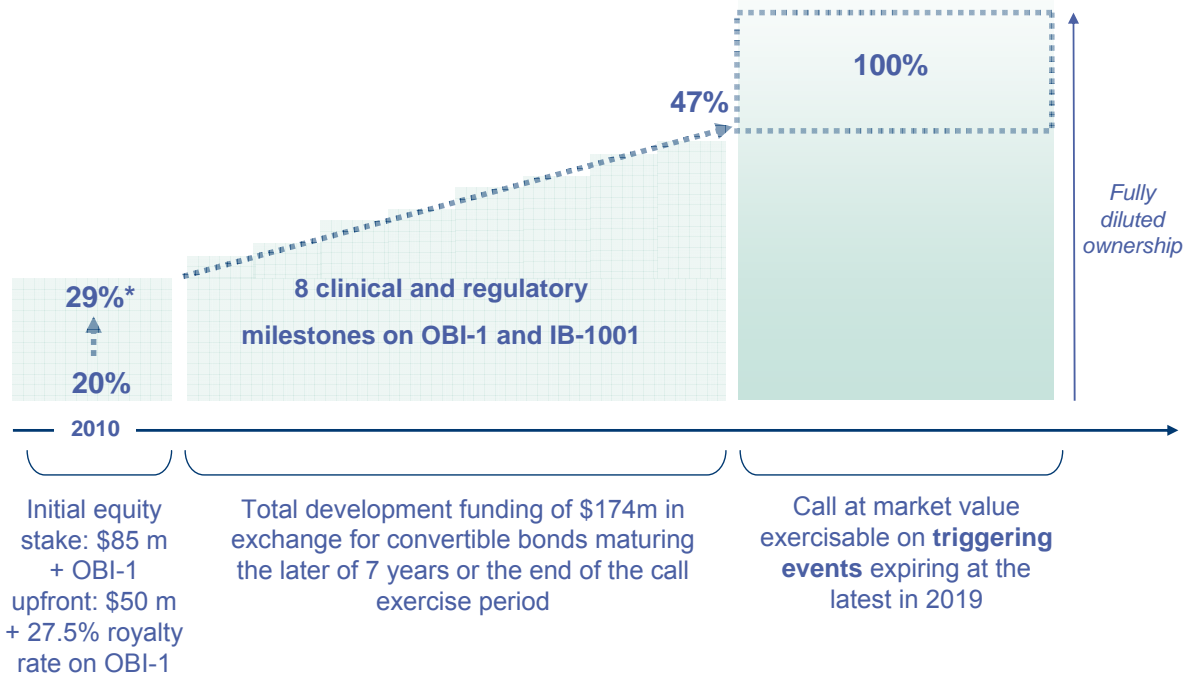 100%
47%
Fully
diluted
ownership
29%*
20%
8 clinical and regulatory
milestones on OBI-1 and IB-1001
2010
Initial equity
stake: $85 m
+ OBI-1
upfront: $50 m
+ 27.5% royalty
rate on OBI-1
Total development funding of $174m in
exchange for convertible bonds maturing
the later of 7 years or the end of the call
exercise period
Call at market value
exercisable on triggering
events expiring at the
latest in 2019